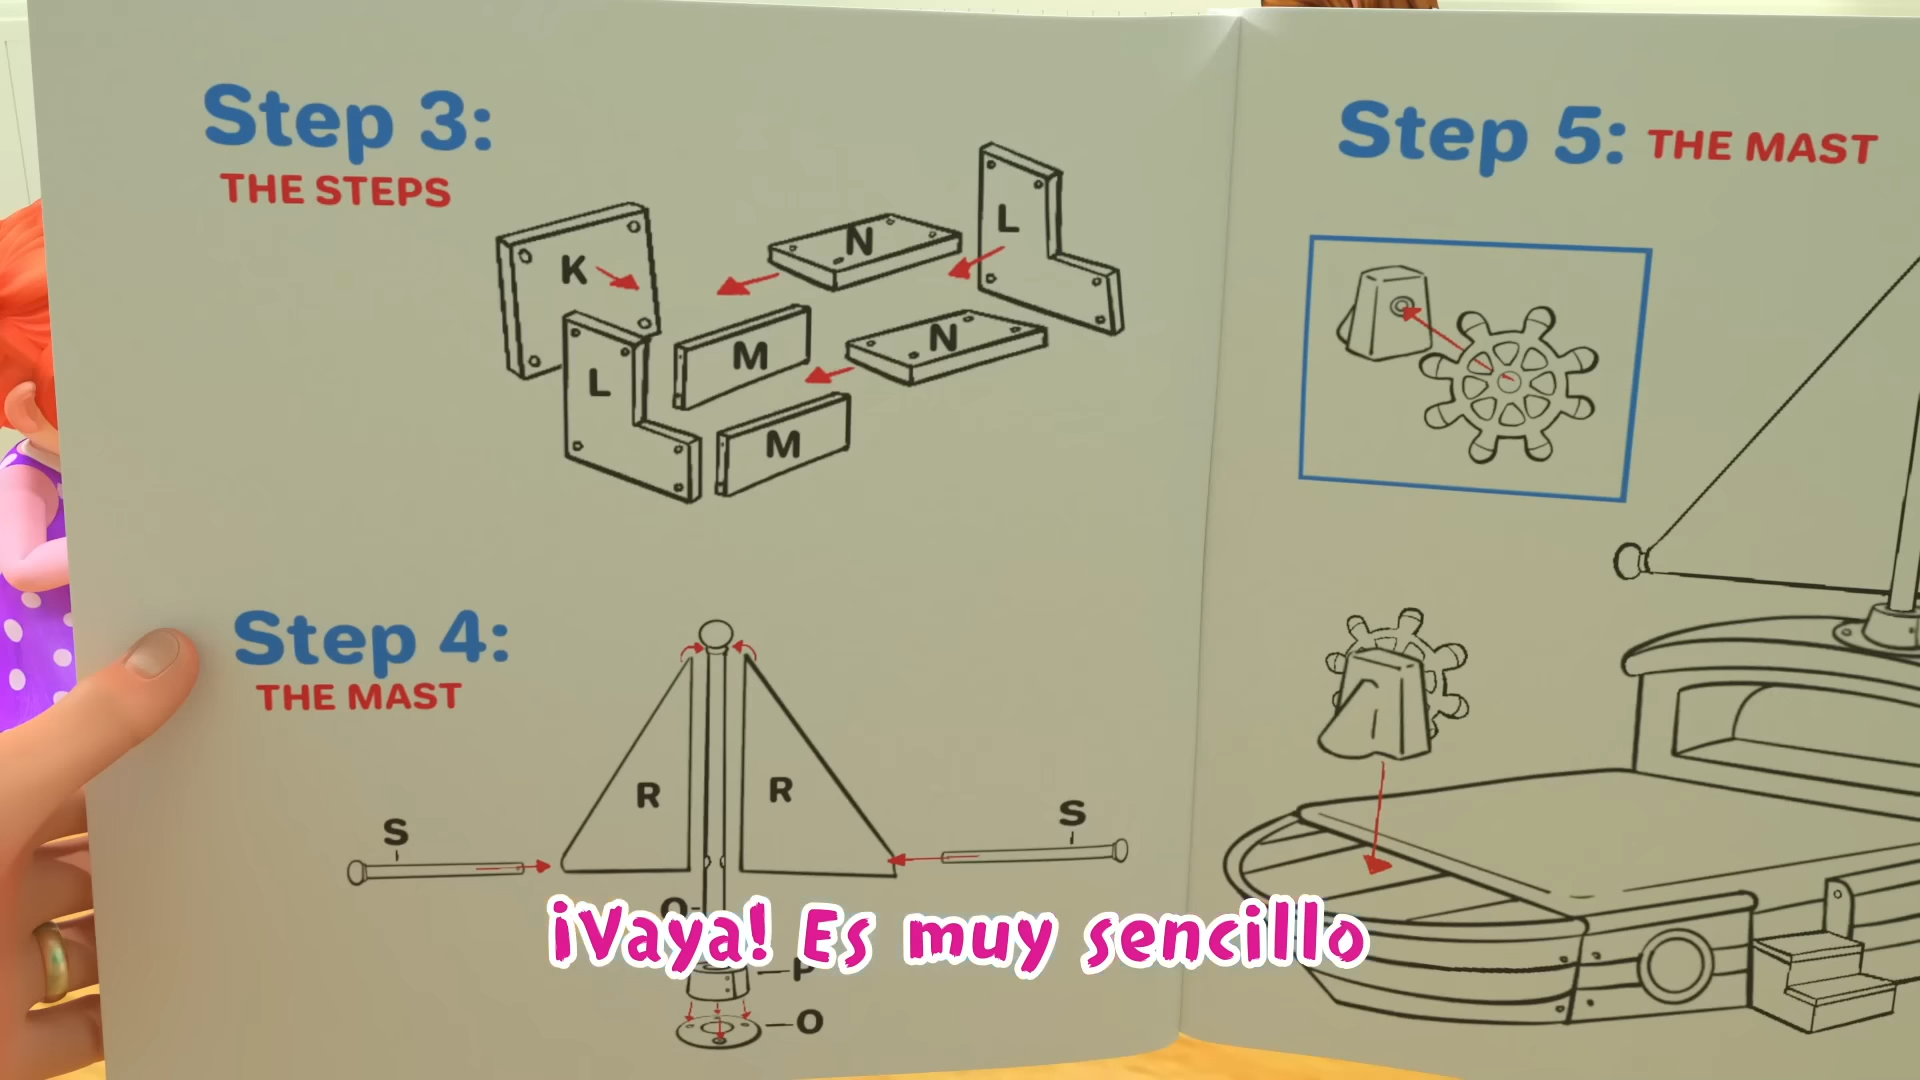 Step 3:
THE STEPS
K
N
L
L
M
N
M
Step 4:
THE MAST
R
R
S
S
P
O
Step 5: THE MAST
¡Vaya! Es muy sencillo